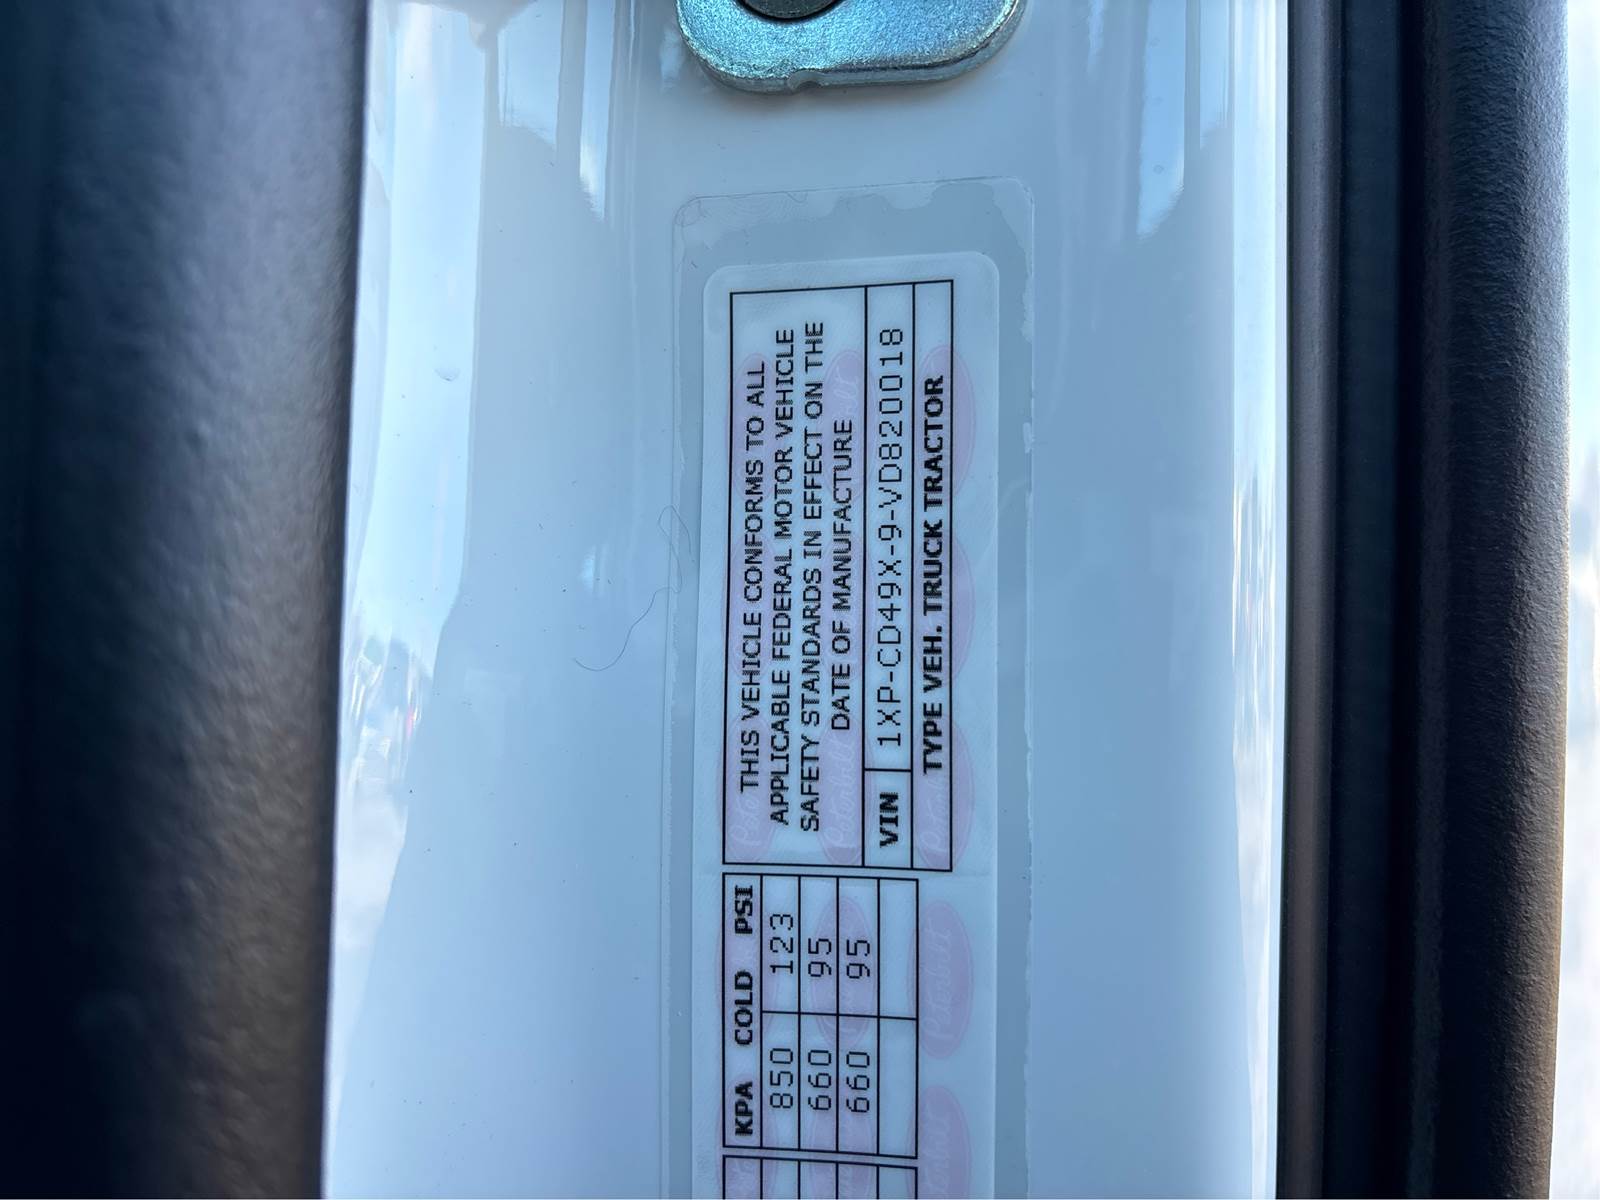 THIS VEHICLE CONFORMS TO ALL
APPLICABLE FEDERAL MOTOR VEHICLE
SAFETY STANDARDS IN EFFECT ON THE
DATE OF MANUFACTURE
VIN 1XP-CD49X-9-VD820018
TYPE VEH. TRUCK TRACTOR
KPA COLD PSI
850 123
660 95
660 95
Peterbilt